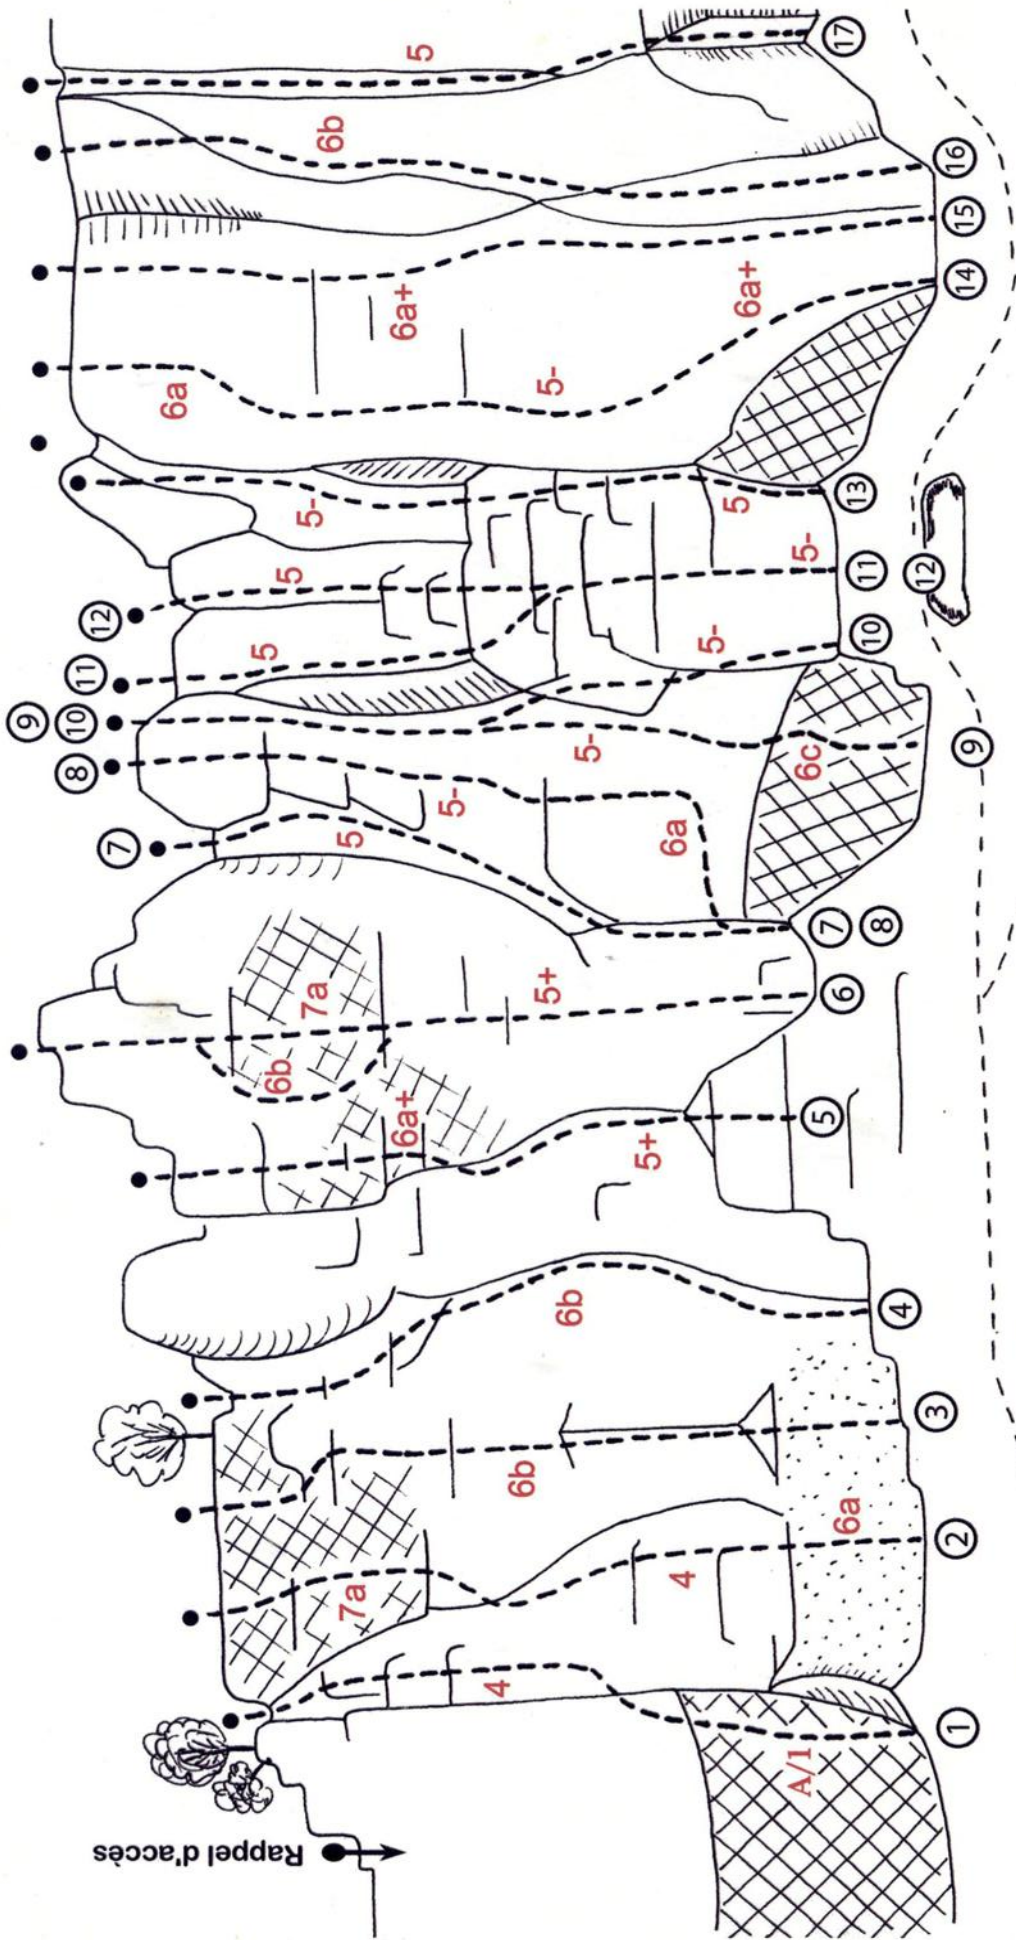 ⑨
Rappel d'accès
⑦ ⑧ ⑩ ⑪ ⑫
6a
6b 5 5 5-
7a 6b
7a 5
6a+ 6a+ 5
5-
4
6b 5+ 5-
6b 5-
5+ 6a
4 5- 5 6a+
A/1 6c 5-
6a
① ② ③ ④ ⑤ ⑥ ⑦ ⑩ ⑪ ⑬ ⑭ ⑮ ⑯ ⑰
⑧ ⑫
⑨